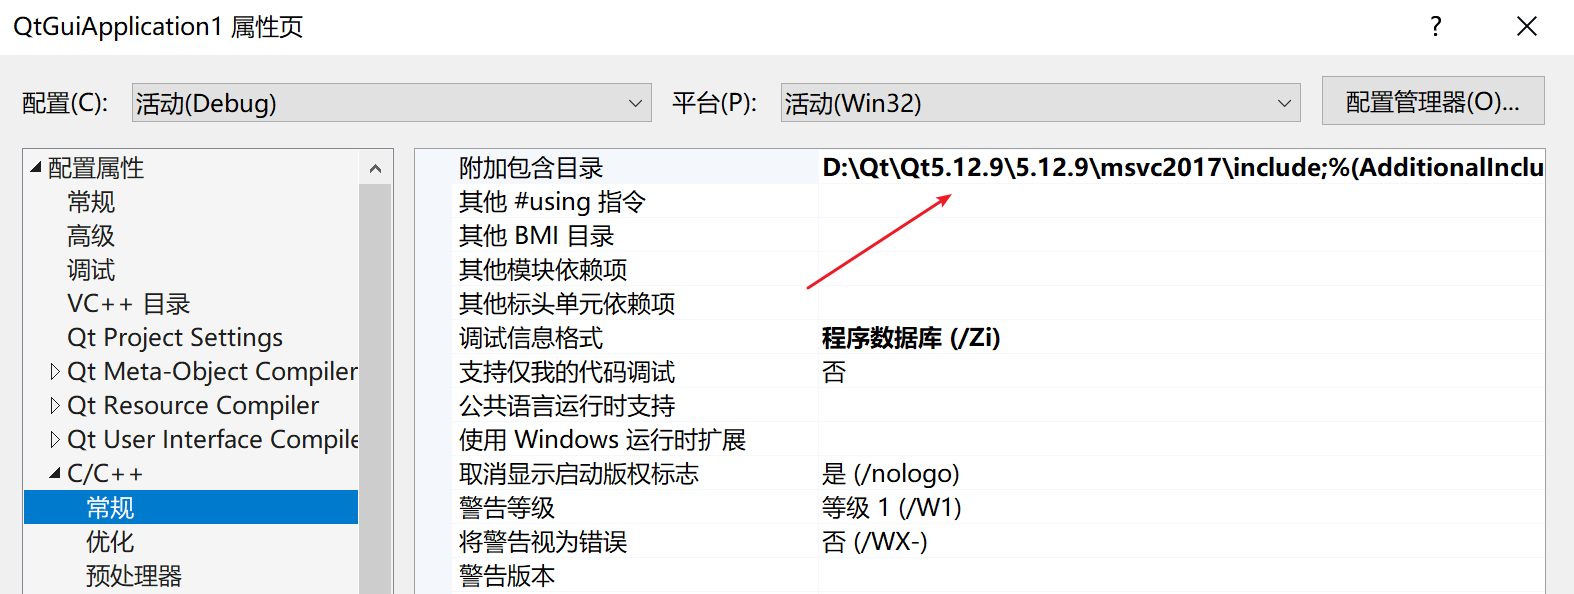 QtGuiApplication1 属性页
配置(C): 活动(Debug) 平台(P): 活动(Win32) 配置管理器(O)...
配置属性
常规
高级
调试
VC++ 目录
Qt Project Settings
Qt Meta-Object Compiler
Qt Resource Compiler
Qt User Interface Compile
C/C++
常规
优化
预处理器
附加包含目录 D:\Qt\Qt5.12.9\5.12.9\msvc2017\include;%(AdditionalInclu
其他 #using 指令
其他 BMI 目录
其他模块依赖项
其他标头单元依赖项
调试信息格式 程序数据库 (/Zi)
支持仅我的代码调试 否
公共语言运行时支持
使用 Windows 运行时扩展
取消显示启动版权标志 是 (/nologo)
警告等级 等级 1 (/W1)
将警告视为错误 否 (/WX-)
警告版本